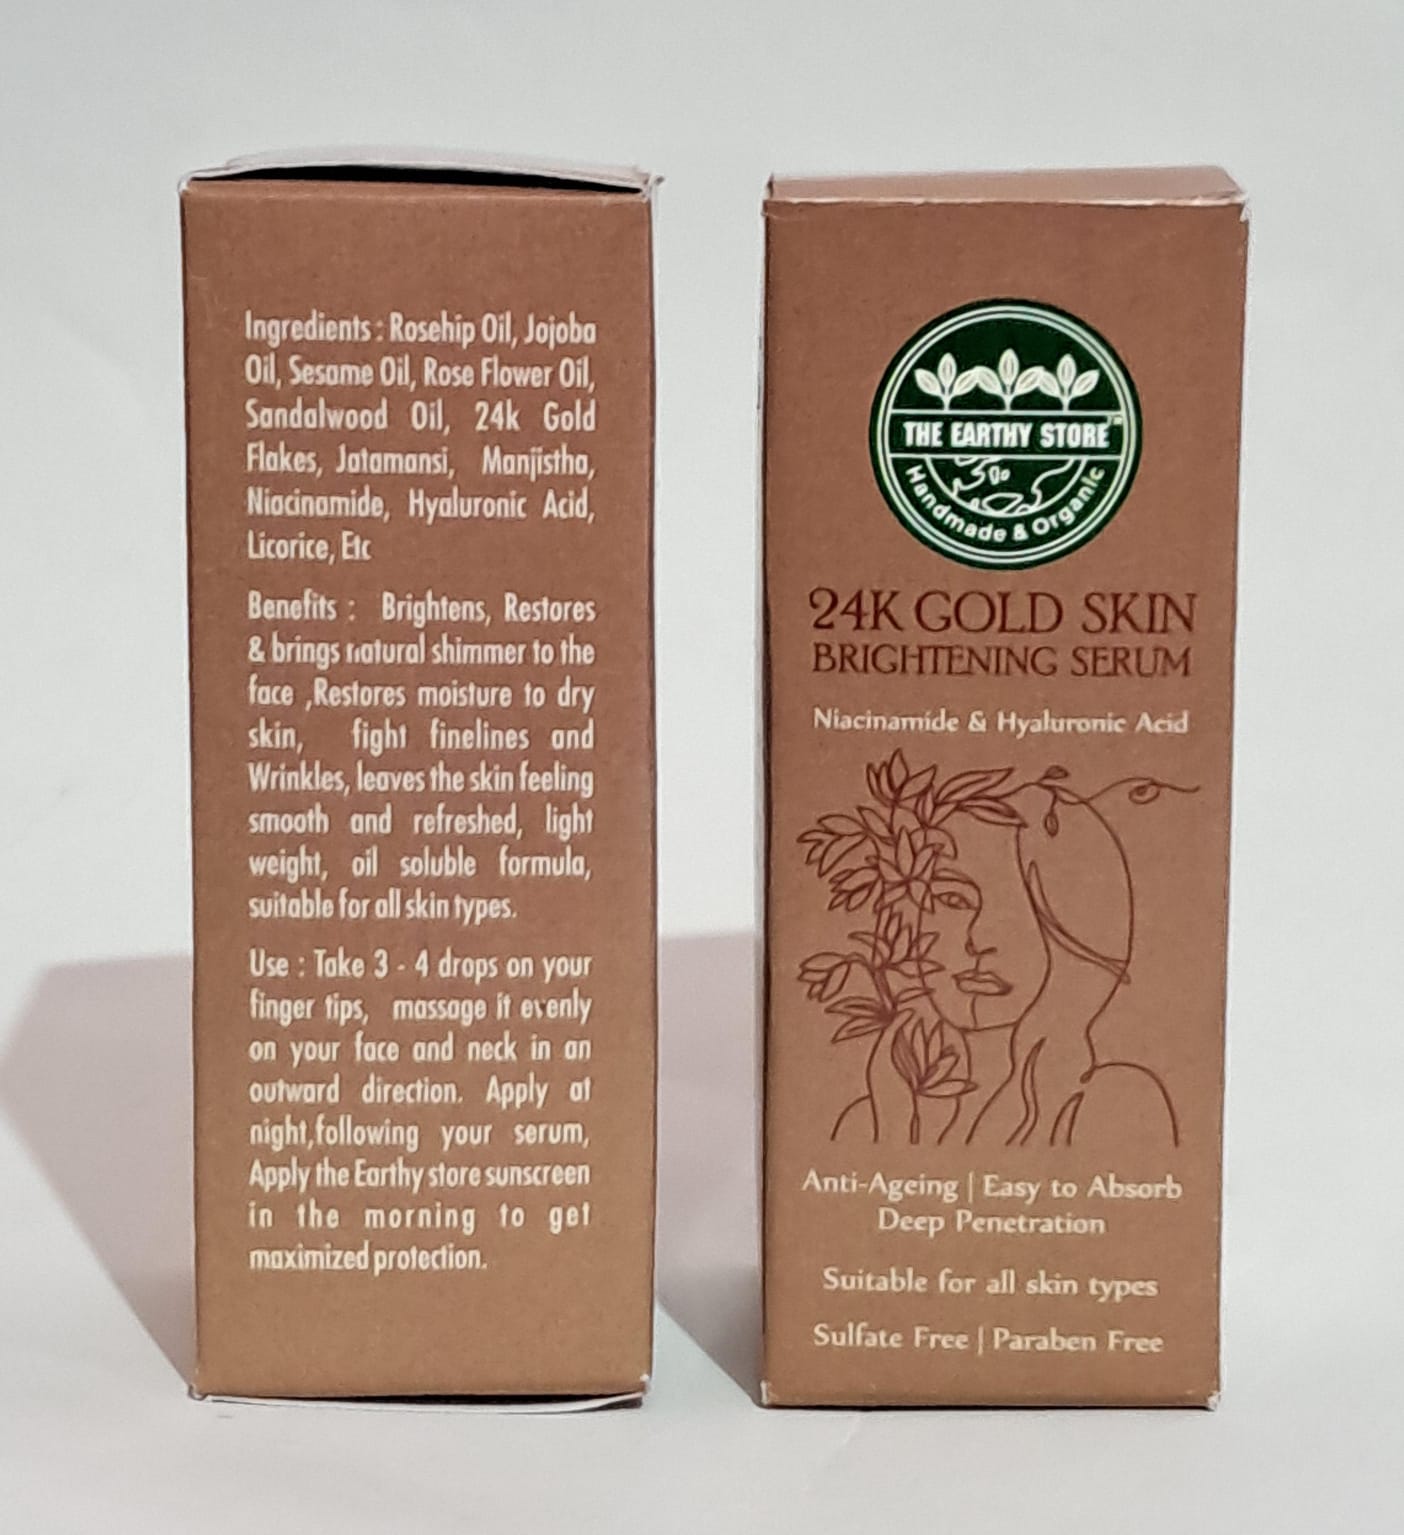 Ingredients : Rosehip Oil, Jojoba
Oil, Sesame Oil, Rose Flower Oil,
Sandalwood Oil, 24k Gold
Flakes, Jatamansi, Manjistha,
Niacinamide, Hyaluronic Acid,
Licorice, Etc
Benefits : Brightens, Restores
& brings natural shimmer to the
face ,Restores moisture to dry
skin, fight finelines and
Wrinkles, leaves the skin feeling
smooth and refreshed, light
weight, oil soluble formula,
suitable for all skin types.
Use : Take 3 - 4 drops on your
finger tips, massage it evenly
on your face and neck in an
outward direction. Apply at
night,following your serum,
Apply the Earthy store sunscreen
in the morning to get
maximized protection.
THE EARTHY STORE™
Handmade & Organic
24K GOLD SKIN
BRIGHTENING SERUM
Niacinamide & Hyaluronic Acid
Anti-Ageing | Easy to Absorb
Deep Penetration
Suitable for all skin types
Sulfate Free | Paraben Free